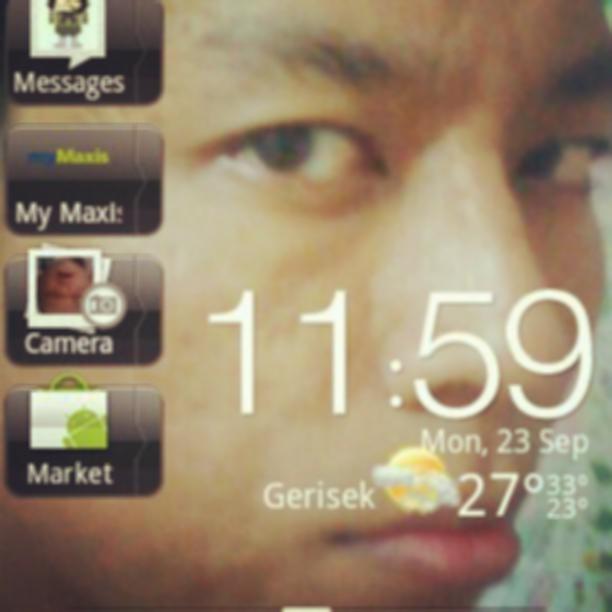 Messages
myMaxis
My Maxi:
Camera
Market
11:59
Mon, 23 Sep
Gerisek
27°
33°
23°